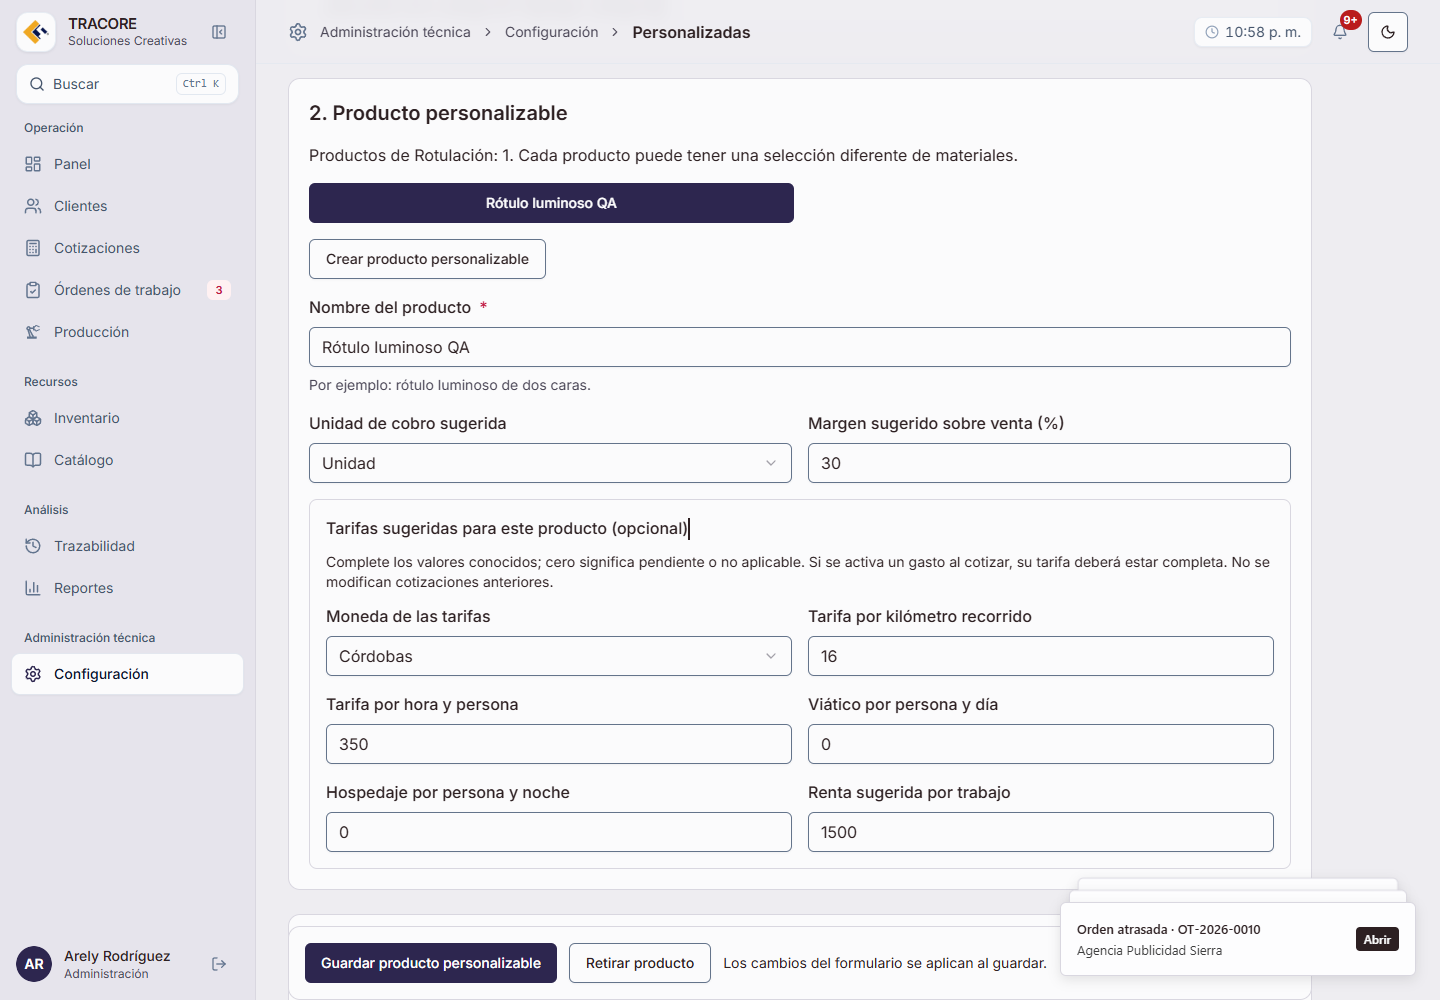 TRACORE
Soluciones Creativas
Buscar
Ctrl K
Operación
Panel
Clientes
Cotizaciones
Órdenes de trabajo
3
Producción
Recursos
Inventario
Catálogo
Análisis
Trazabilidad
Reportes
Administración técnica
Configuración
AR
Arely Rodríguez
Administración
Administración técnica
Configuración
Personalizadas
10:58 p. m.
9+
2. Producto personalizable
Productos de Rotulación: 1. Cada producto puede tener una selección diferente de materiales.
Rótulo luminoso QA
Crear producto personalizable
Nombre del producto *
Rótulo luminoso QA
Por ejemplo: rótulo luminoso de dos caras.
Unidad de cobro sugerida
Unidad
Margen sugerido sobre venta (%)
30
Tarifas sugeridas para este producto (opcional)
Complete los valores conocidos; cero significa pendiente o no aplicable. Si se activa un gasto al cotizar, su tarifa deberá estar completa. No se
modifican cotizaciones anteriores.
Moneda de las tarifas
Córdobas
Tarifa por kilómetro recorrido
16
Tarifa por hora y persona
350
Viático por persona y día
0
Hospedaje por persona y noche
0
Renta sugerida por trabajo
1500
Guardar producto personalizable
Retirar producto
Los cambios del formulario se aplican al guardar.
Orden atrasada · OT-2026-0010
Agencia Publicidad Sierra
Abrir